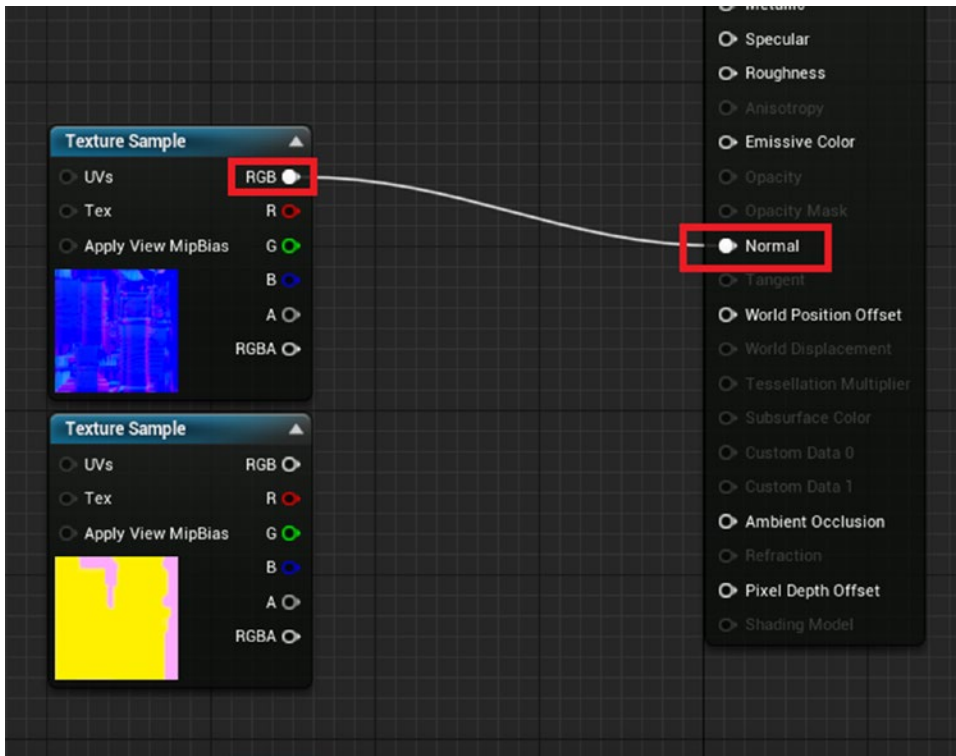 Metallic
Specular
Roughness
Anisotropy
Emissive Color
Opacity
Opacity Mask
Normal
Tangent
World Position Offset
World Displacement
Tessellation Multiplier
Subsurface Color
Custom Data 0
Custom Data 1
Ambient Occlusion
Refraction
Pixel Depth Offset
Shading Model
Texture Sample
UVs RGB
Tex R
Apply View MipBias G
B
A
RGBA
Texture Sample
UVs RGB
Tex R
Apply View MipBias G
B
A
RGBA